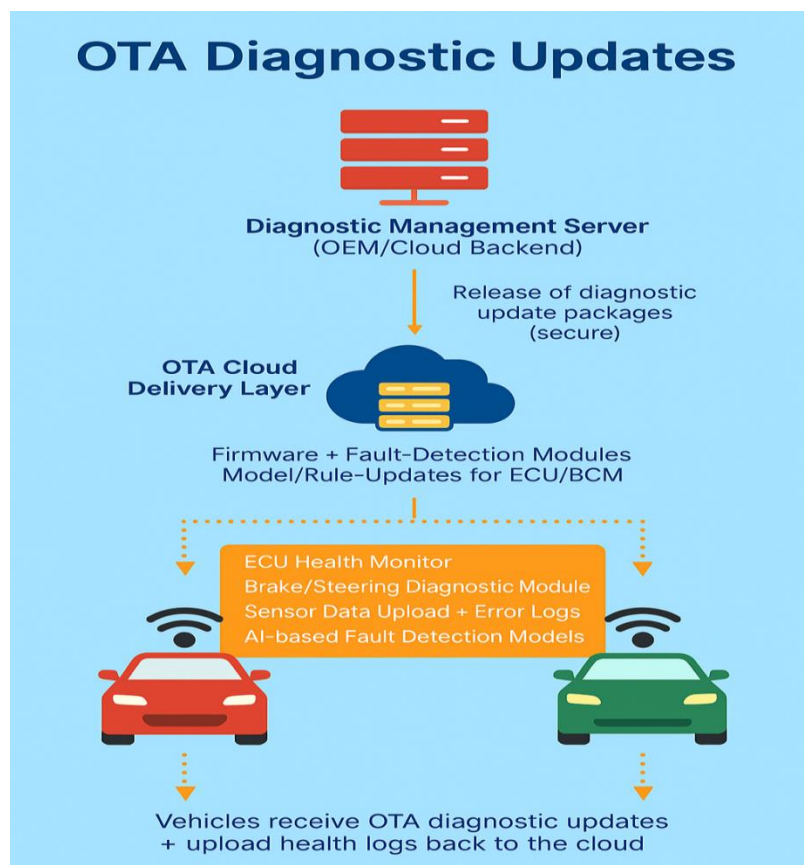 OTA Diagnostic Updates
Diagnostic Management Server
(OEM/Cloud Backend)
Release of diagnostic
update packages
(secure)
OTA Cloud
Delivery Layer
Firmware + Fault-Detection Modules
Model/Rule-Updates for ECU/BCM
ECU Health Monitor
Brake/Steering Diagnostic Module
Sensor Data Upload + Error Logs
AI-based Fault Detection Models
Vehicles receive OTA diagnostic updates
+ upload health logs back to the cloud